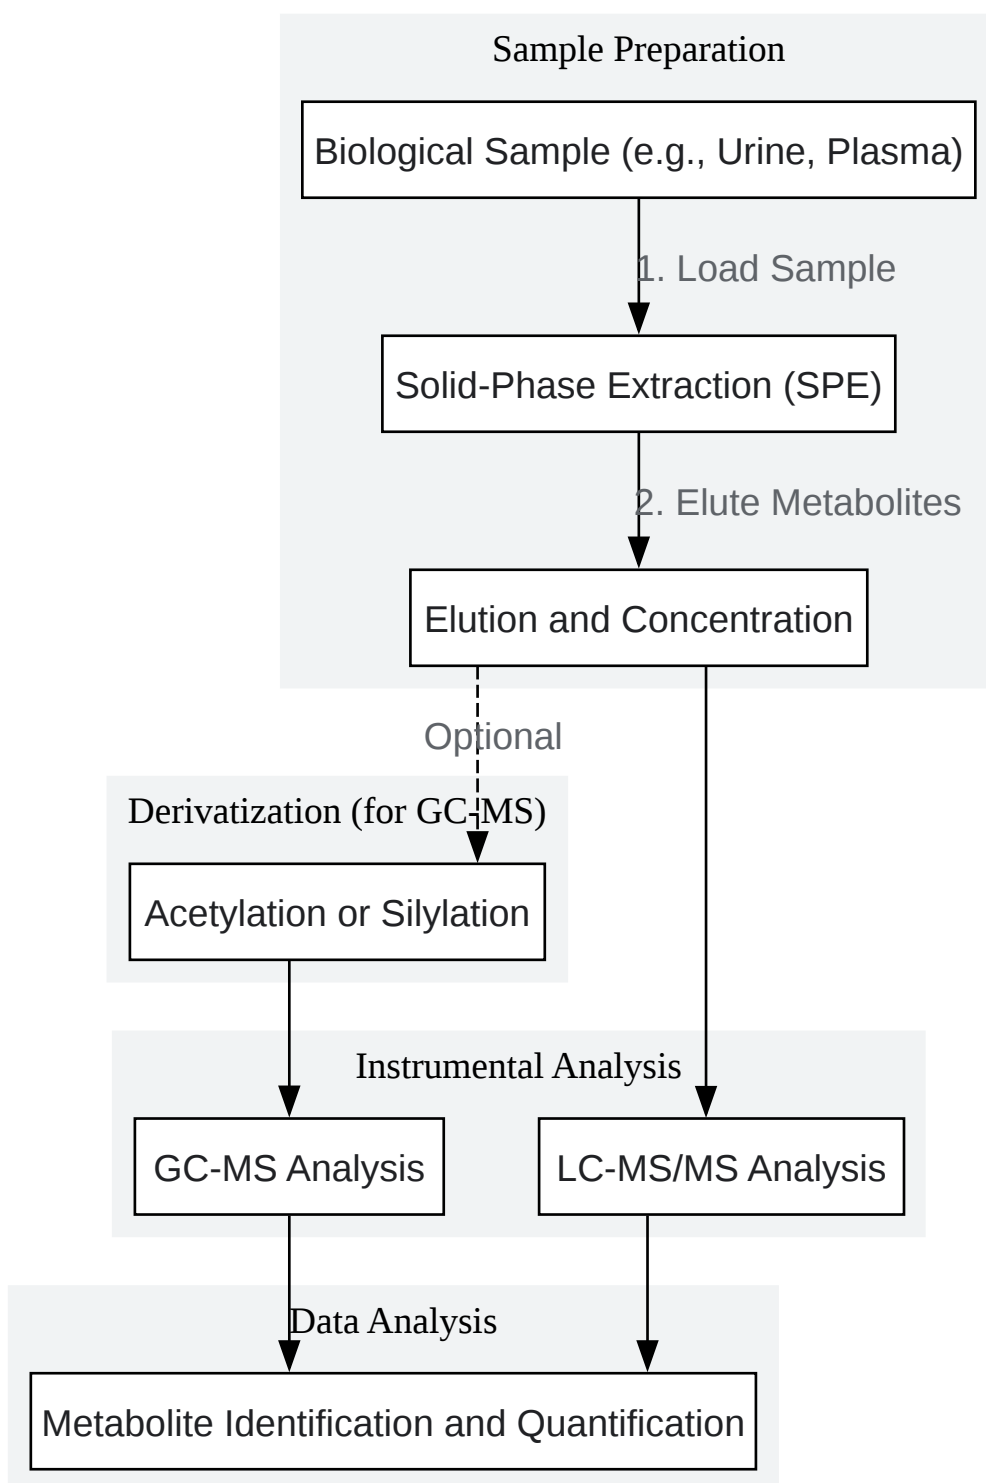 Sample Preparation
Biological Sample (e.g., Urine, Plasma)
1. Load Sample
Solid-Phase Extraction (SPE)
2. Elute Metabolites
Elution and Concentration
Optional
Derivatization (for GC-MS)
Acetylation or Silylation
Instrumental Analysis
GC-MS Analysis
LC-MS/MS Analysis
Data Analysis
Metabolite Identification and Quantification